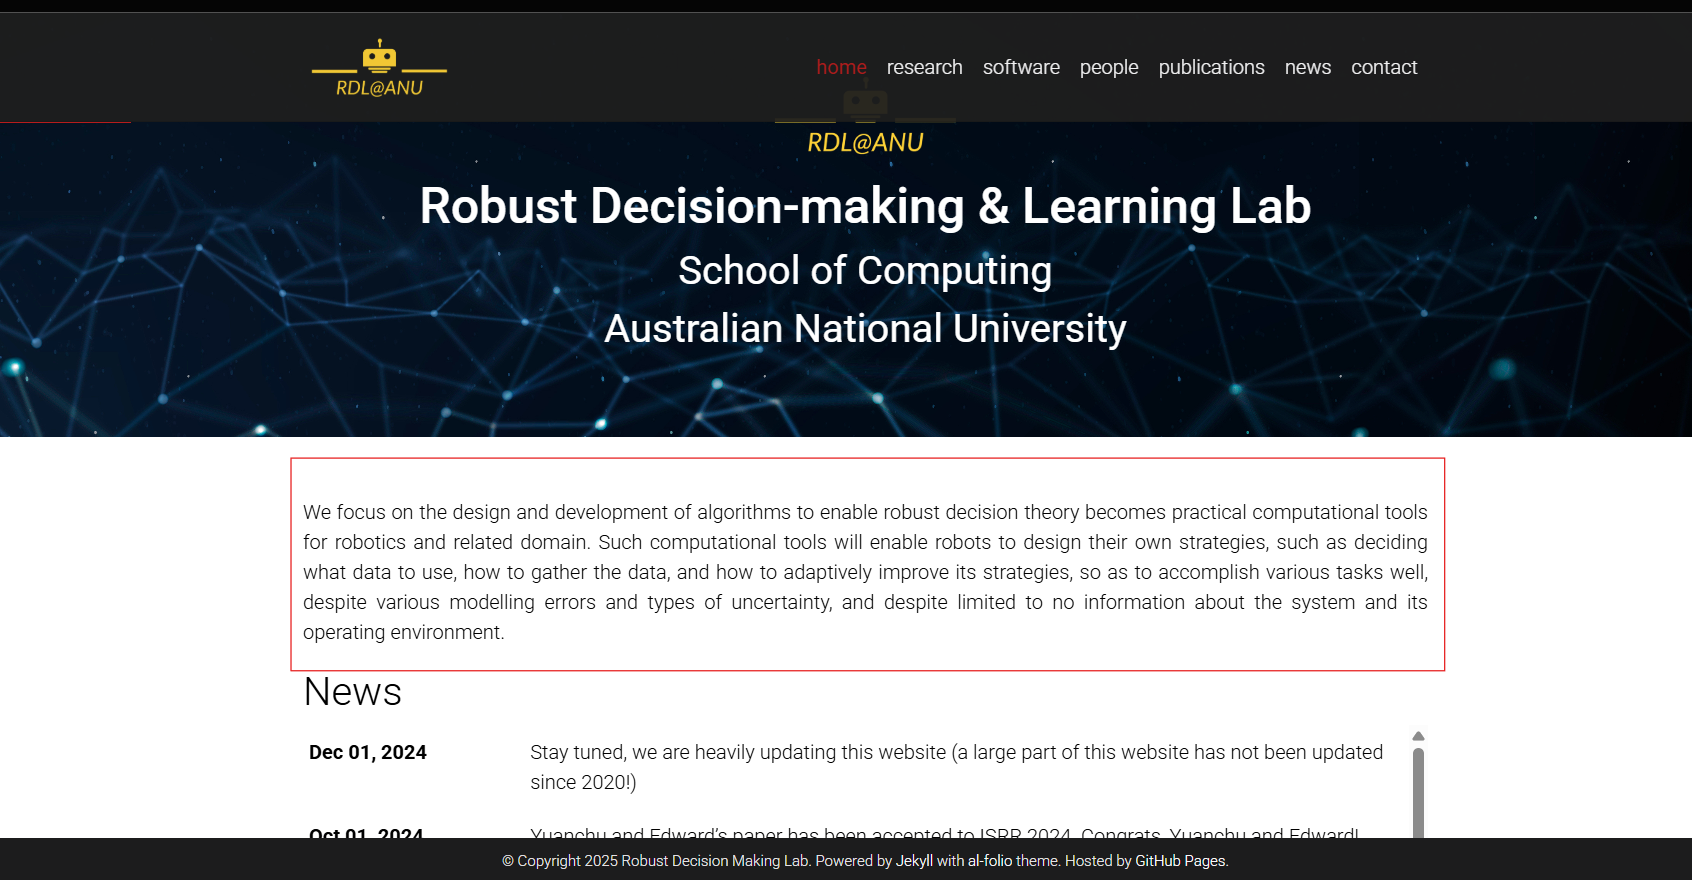 RDL@ANU
home research software people publications news contact
RDL@ANU
Robust Decision-making & Learning Lab
School of Computing
Australian National University
We focus on the design and development of algorithms to enable robust decision theory becomes practical computational tools
for robotics and related domain. Such computational tools will enable robots to design their own strategies, such as deciding
what data to use, how to gather the data, and how to adaptively improve its strategies, so as to accomplish various tasks well,
despite various modelling errors and types of uncertainty, and despite limited to no information about the system and its
operating environment.
News
Dec 01, 2024 Stay tuned, we are heavily updating this website (a large part of this website has not been updated
since 2020!)
Oct 01, 2024 Yuanchu and Edward's paper has been accepted to ISRR 2024. Congrats, Yuanchu and Edward!
© Copyright 2025 Robust Decision Making Lab. Powered by Jekyll with al-folio theme. Hosted by GitHub Pages.